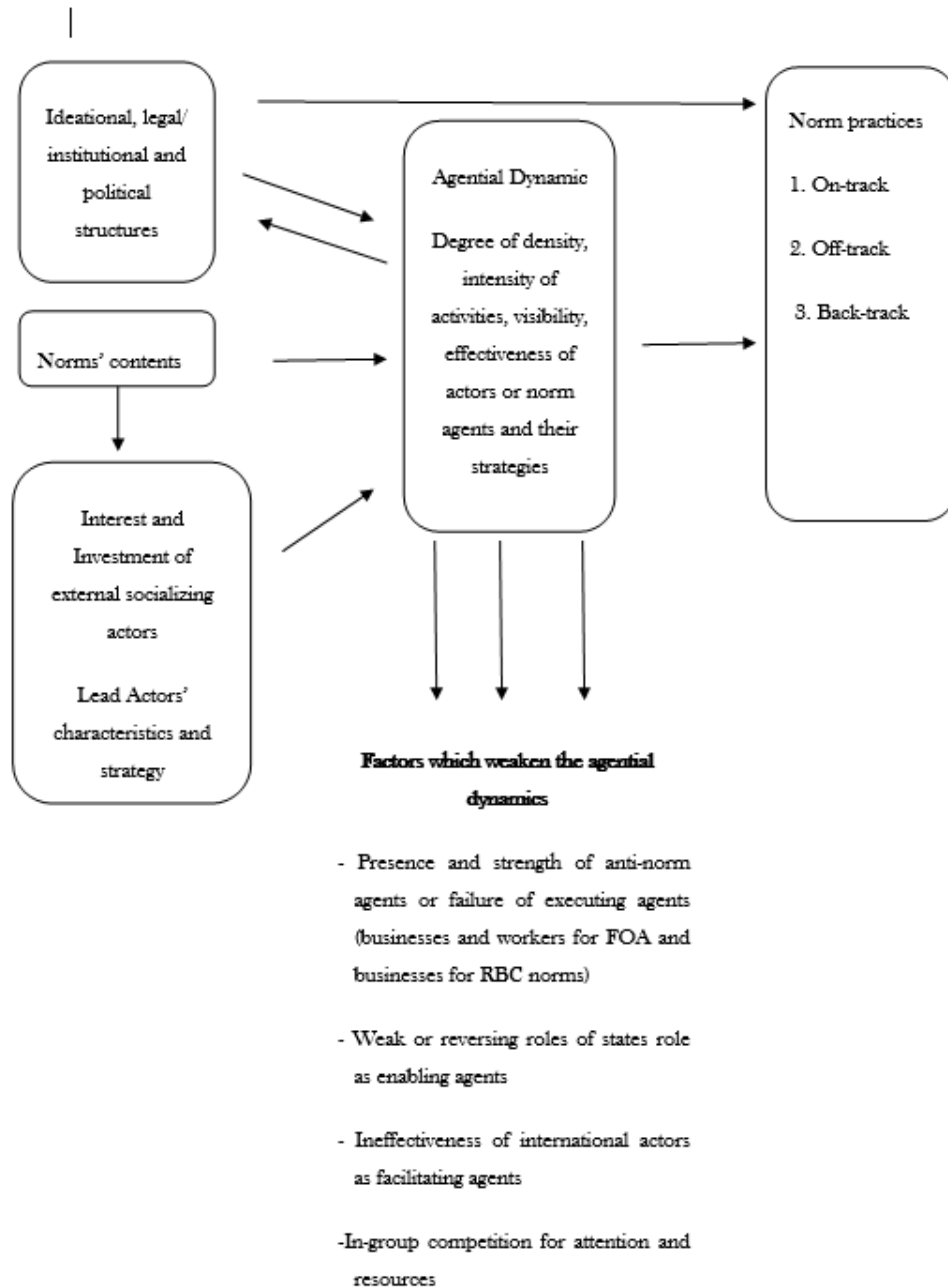 Ideational, legal/
institutional and
political
structures
Norms’ contents
Interest and
Investment of
external socializing
actors
Lead Actors’
characteristics and
strategy
Agential Dynamic
Degree of density,
intensity of
activities, visibility,
effectiveness of
actors or norm
agents and their
strategies
Norm practices
1. On-track
2. Off-track
3. Back-track
Factors which weaken the agential
dynamics
- Presence and strength of anti-norm
agents or failure of executing agents
(businesses and workers for FOA and
businesses for RBC norms)
- Weak or reversing roles of states role
as enabling agents
- Ineffectiveness of international actors
as facilitating agents
-In-group competition for attention and
resources